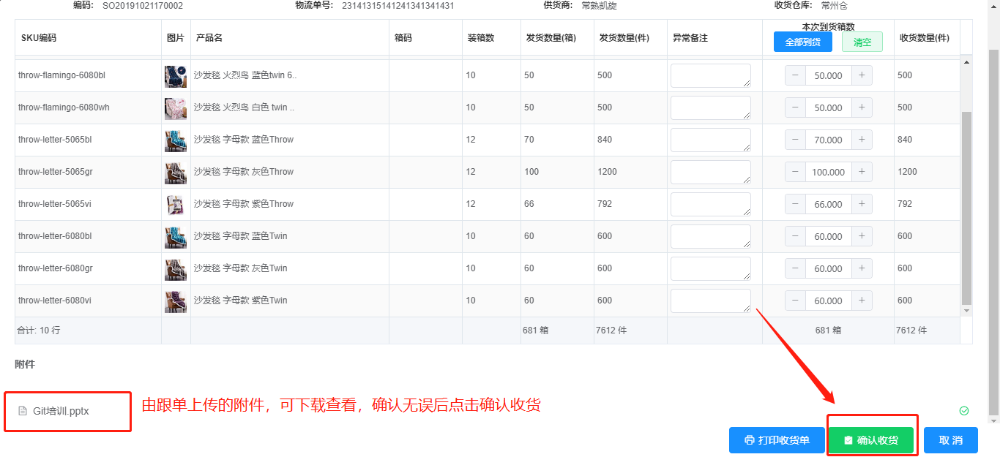 编码: SO20191021170002 物流单号: 23141315141241341341431 供货商: 常熟凯旋 收货仓库: 常州仓
SKU编码 图片 产品名 箱码 装箱数 发货数量(箱) 发货数量(件) 异常备注 本次到货箱数 收货数量(件)
全部到货 清空
throw-flamingo-6080bl 沙发毯 火烈鸟 蓝色twin 6.. 10 50 500 − 50.000 + 500
throw-flamingo-6080wh 沙发毯 火烈鸟 白色 twin .. 10 50 500 − 50.000 + 500
throw-letter-5065bl 沙发毯 字母款 蓝色Throw 12 70 840 − 70.000 + 840
throw-letter-5065gr 沙发毯 字母款 灰色Throw 12 100 1200 − 100.000 + 1200
throw-letter-5065vi 沙发毯 字母款 紫色Throw 12 66 792 − 66.000 + 792
throw-letter-6080bl 沙发毯 字母款 蓝色Twin 10 60 600 − 60.000 + 600
throw-letter-6080gr 沙发毯 字母款 灰色Twin 10 60 600 − 60.000 + 600
throw-letter-6080vi 沙发毯 字母款 紫色Twin 10 60 600 − 60.000 + 600
合计: 10 行 681 箱 7612 件 681 箱 7612 件
附件
Git培训.pptx
由跟单上传的附件，可下载查看，确认无误后点击确认收货
打印收货单 确认收货 取 消